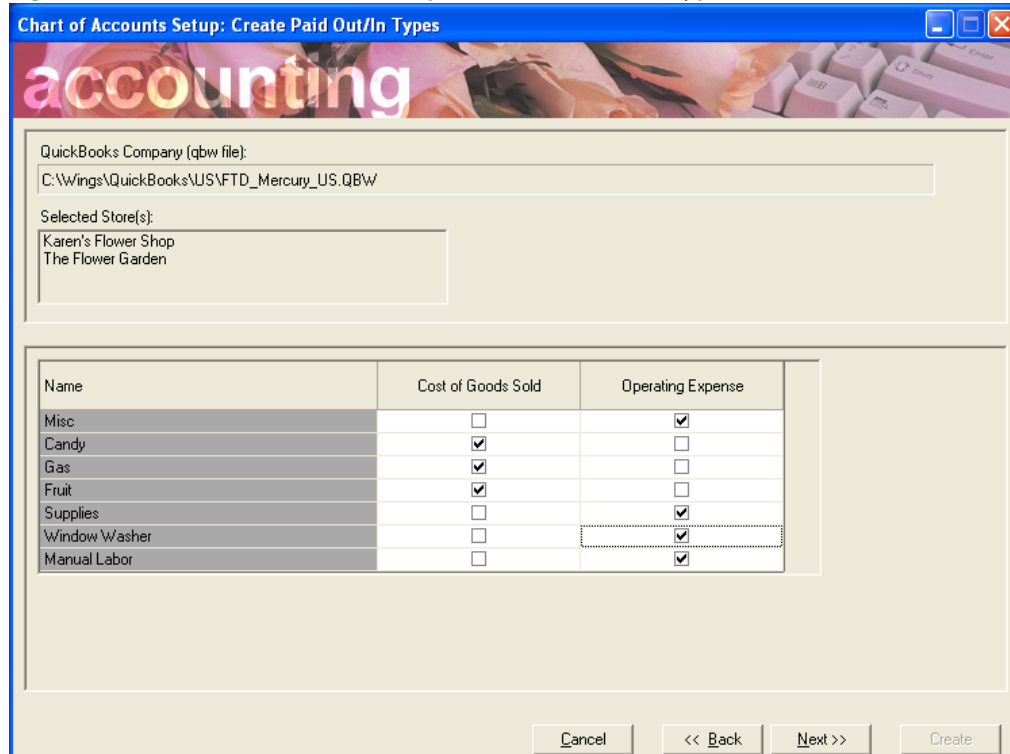 Chart of Accounts Setup: Create Paid Out/In Types
accounting
QuickBooks Company (qbw file):
C:\Wings\QuickBooks\US\FTD_Mercury_US.QBW
Selected Store(s):
Karen's Flower Shop
The Flower Garden
Name Cost of Goods Sold Operating Expense
Misc
Candy
Gas
Fruit
Supplies
Window Washer
Manual Labor
Cancel << Back Next >> Create